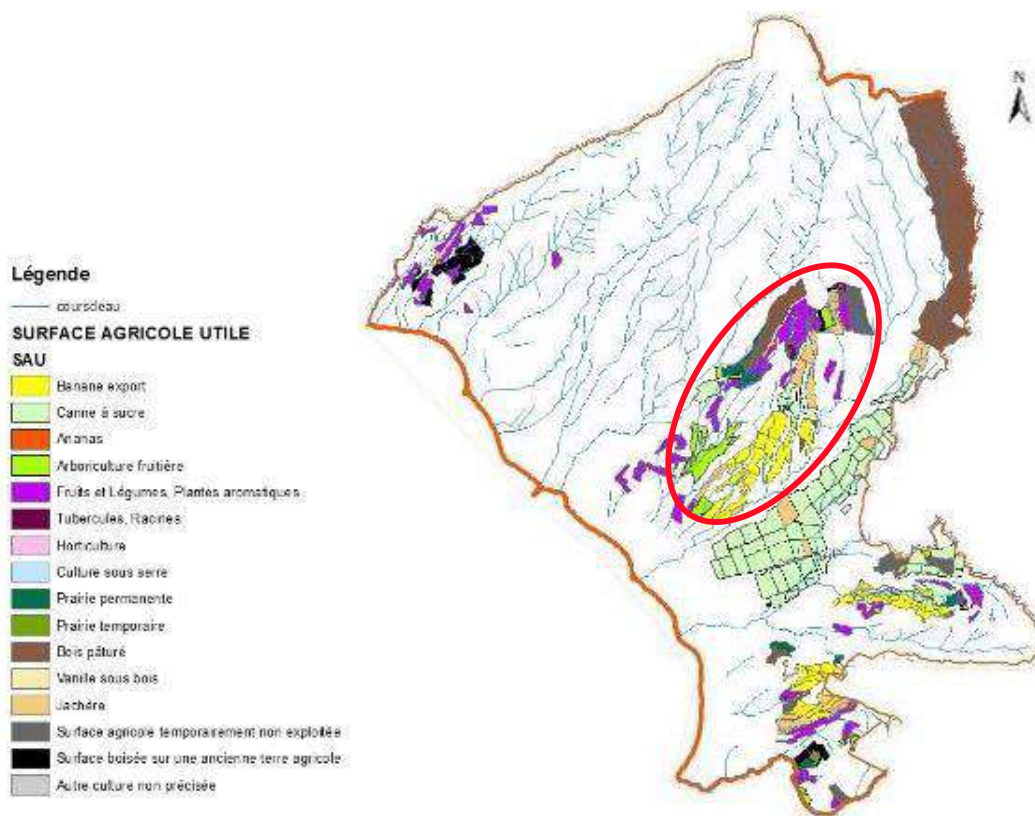 N
Légende
coursdeau
SURFACE AGRICOLE UTILE
SAU
Banane export
Canne à sucre
Ananas
Arboriculture fruitière
Fruits et Légumes, Plantes aromatiques
Tubercules, Racines
Horticulture
Culture sous serre
Prairie permanente
Prairie temporaire
Bois pâturé
Vanille sous bois
Jachère
Surface agricole temporairement non exploitée
Surface boisée sur une ancienne terre agricole
Autre culture non précisée